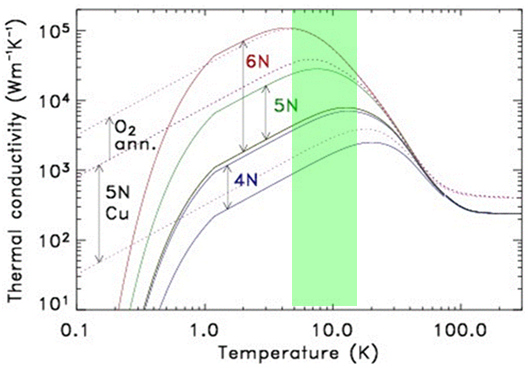 Thermal conductivity (Wm⁻¹K⁻¹)
10⁵
10⁴
10³
10²
10¹
6N
5N
4N
O₂
ann.
5N
Cu
0.1 1.0 10.0 100.0
Temperature (K)